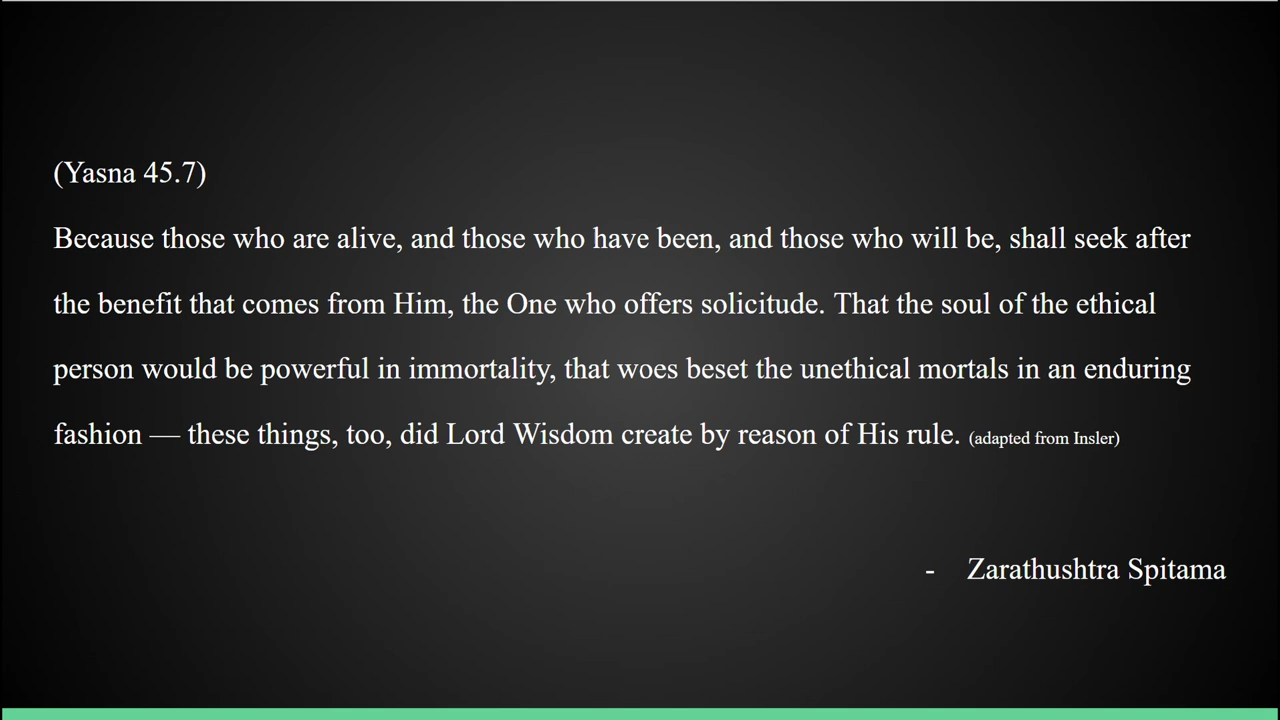 (Yasna 45.7)
Because those who are alive, and those who have been, and those who will be, shall seek after
the benefit that comes from Him, the One who offers solicitude. That the soul of the ethical
person would be powerful in immortality, that woes beset the unethical mortals in an enduring
fashion — these things, too, did Lord Wisdom create by reason of His rule. (adapted from Insler)
- Zarathushtra Spitama